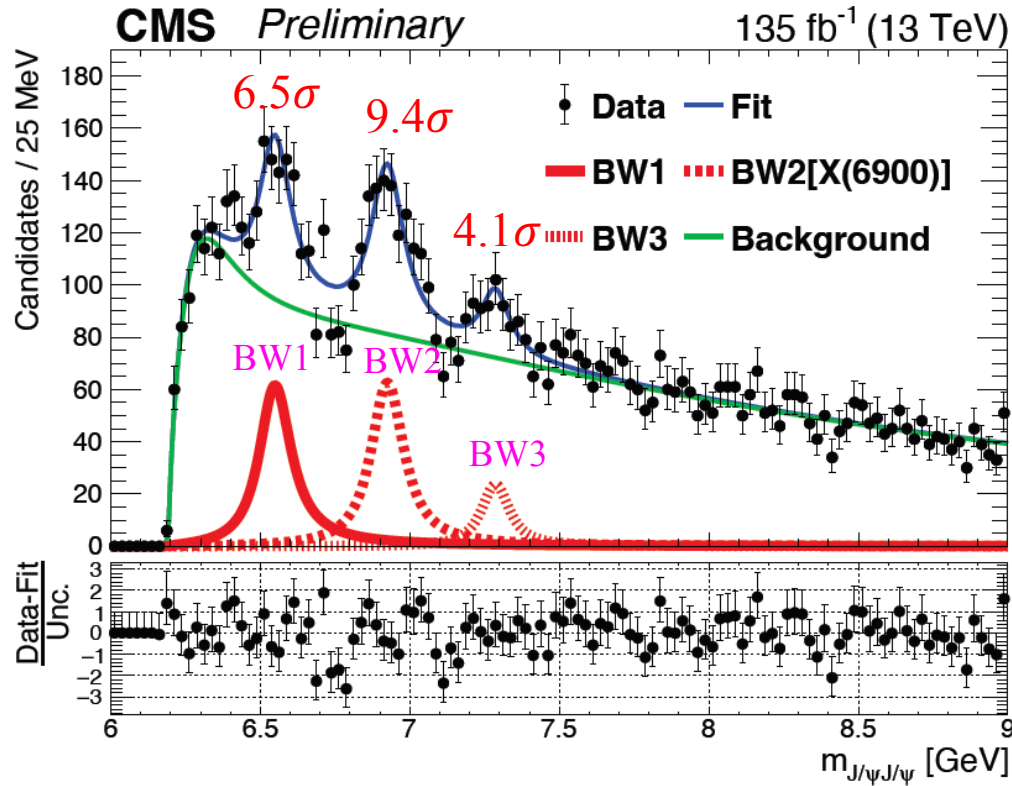 CMS Preliminary 135 fb⁻¹ (13 TeV)
Candidates / 25 MeV
180
160
140
120
100
80
60
40
20
0
6.5σ
9.4σ
4.1σ
Data
Fit
BW1
BW2[X(6900)]
BW3
Background
BW1
BW2
BW3
Data-Fit
Unc.
3
2
1
0
−1
−2
−3
6 6.5 7 7.5 8 8.5 9
m_J/ψJ/ψ [GeV]